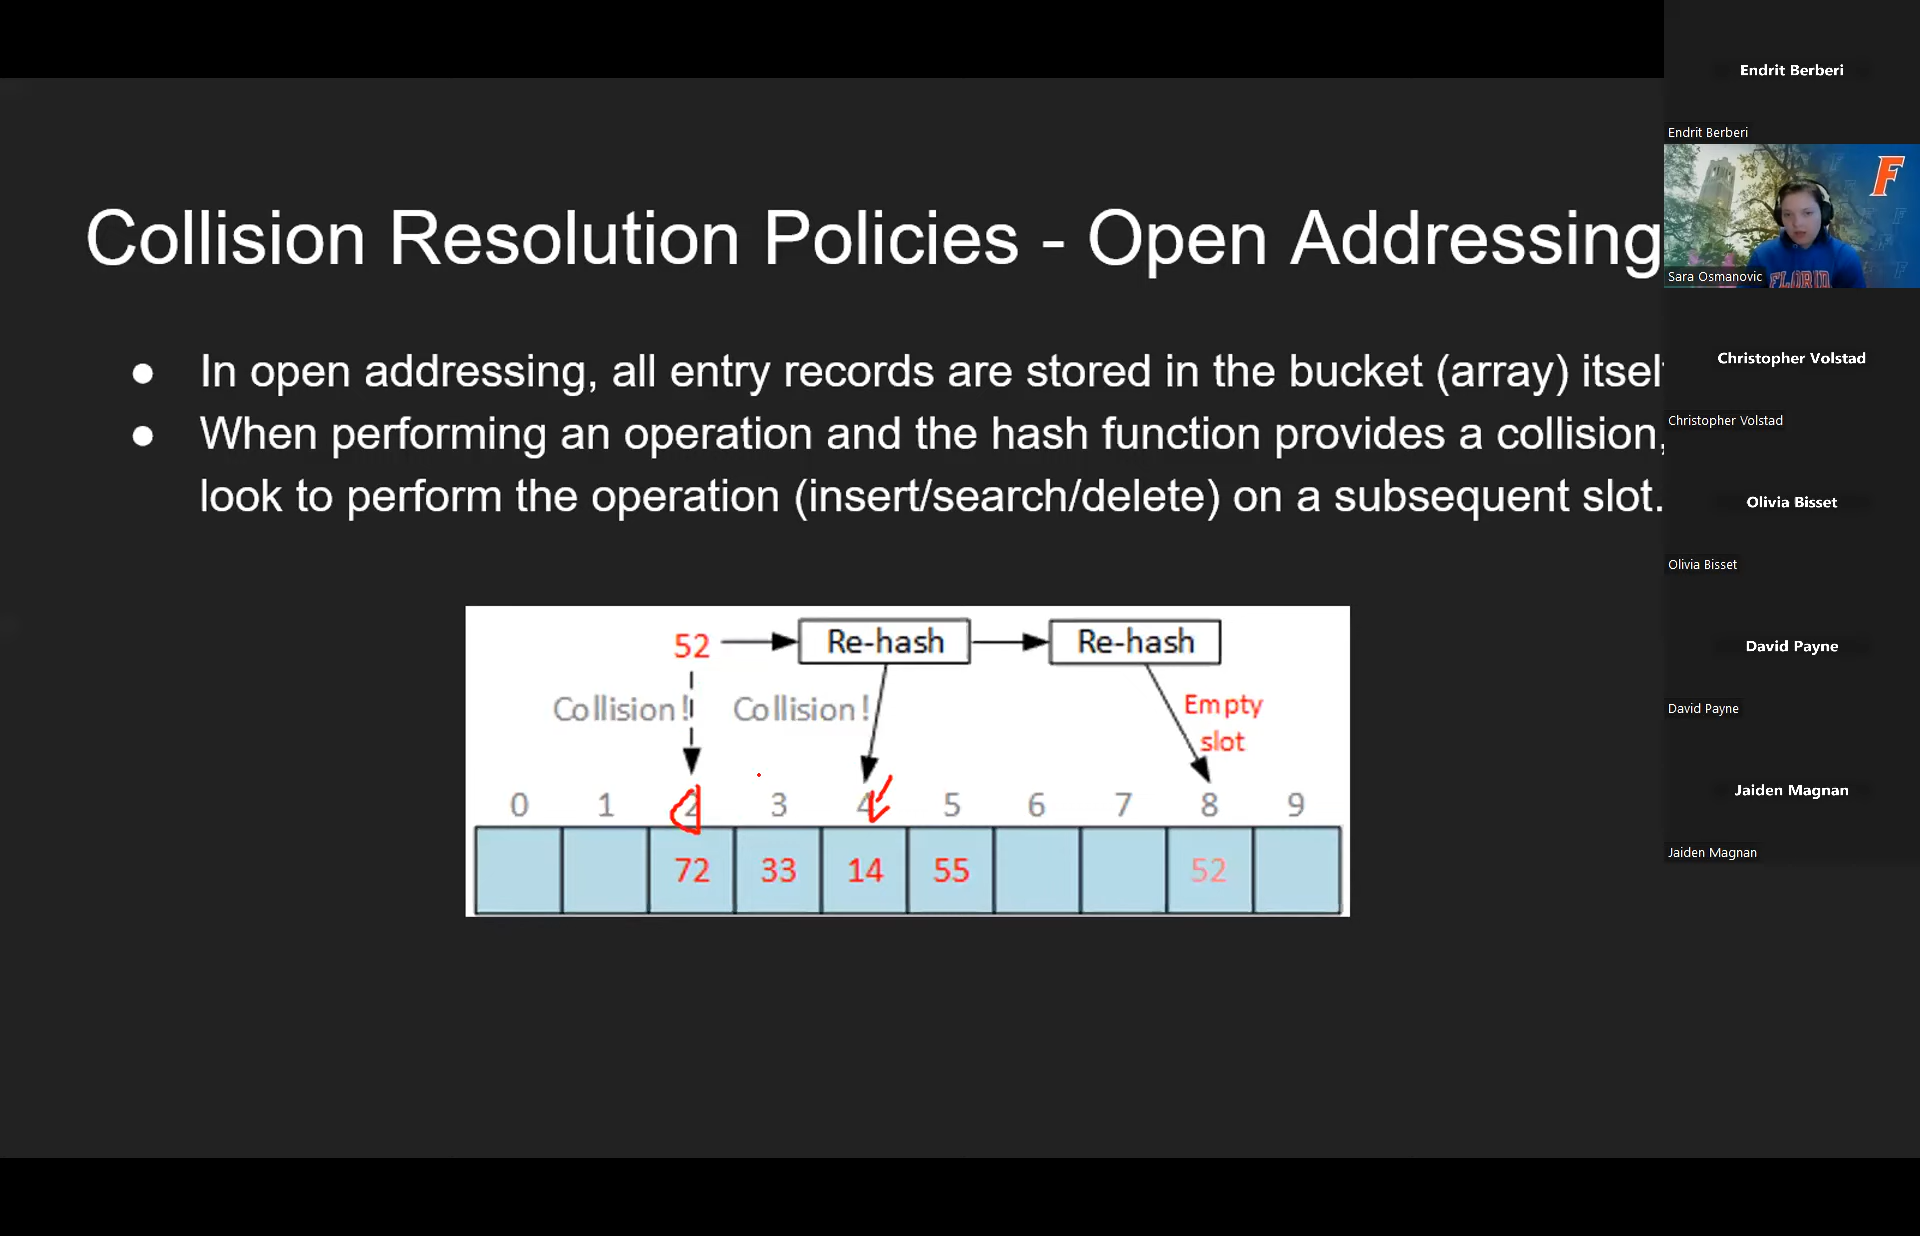 Collision Resolution Policies - Open Addressing
● In open addressing, all entry records are stored in the bucket (array) itself
● When performing an operation and the hash function provides a collision,
look to perform the operation (insert/search/delete) on a subsequent slot.
52 Re-hash Re-hash
Collision! Collision! Empty
slot
0 1 2 3 4 5 6 7 8 9
72 33 14 55 52
Endrit Berberi
Endrit Berberi
F
FLORID
Sara Osmanovic
Christopher Volstad
Christopher Volstad
Olivia Bisset
Olivia Bisset
David Payne
David Payne
Jaiden Magnan
Jaiden Magnan